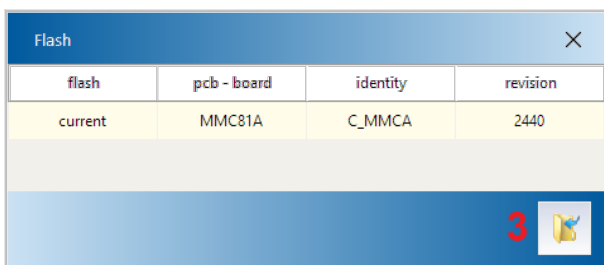 Flash
flash pcb - board identity revision
current MMC81A C_MMCA 2440
3